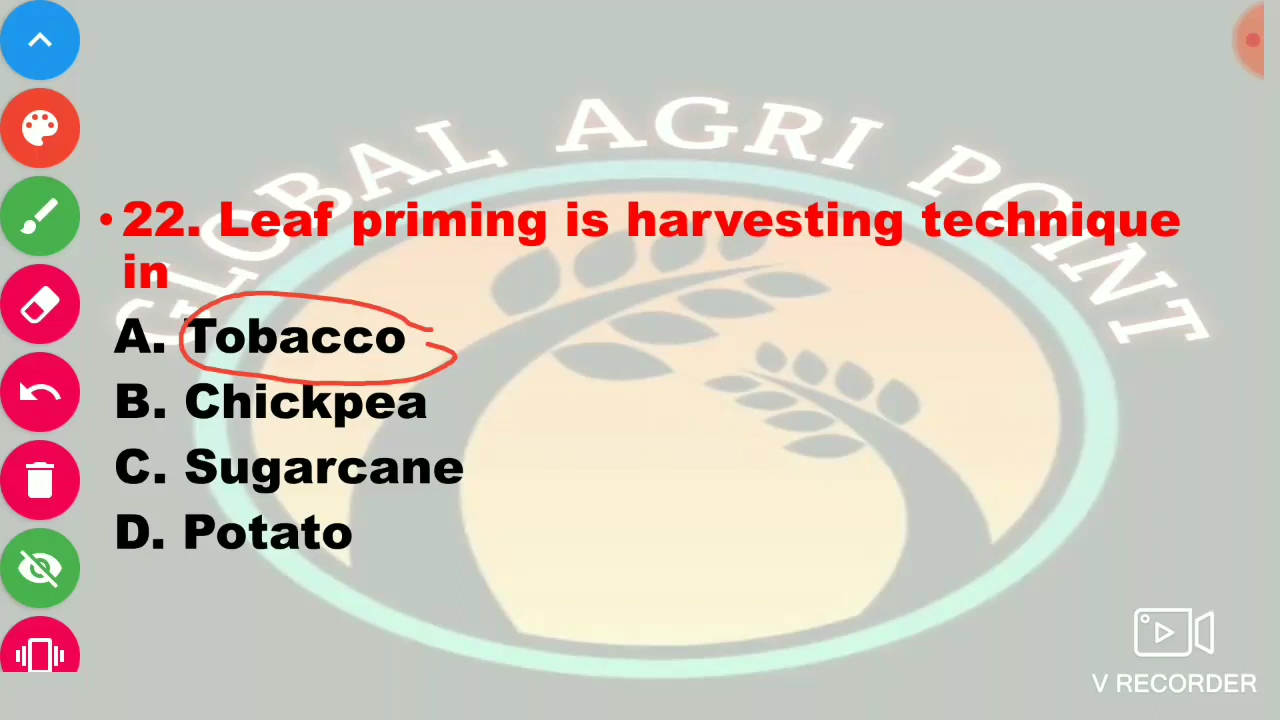 GLOBAL AGRI POINT
• 22. Leaf priming is harvesting technique
in
A. Tobacco
B. Chickpea
C. Sugarcane
D. Potato
V RECORDER